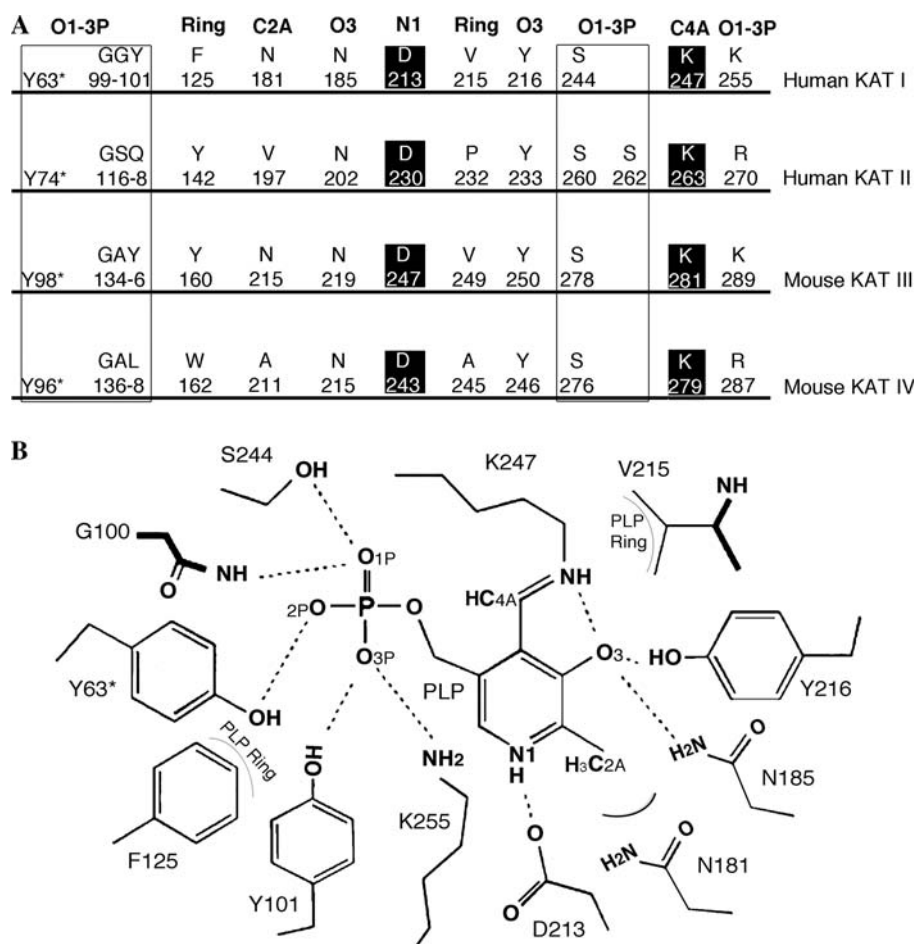 A O1-3P Ring C2A O3 N1 Ring O3 O1-3P C4A O1-3P
GGY F N N D V Y S K K
Y63* 99-101 125 181 185 213 215 216 244 247 255 Human KAT I
GSQ Y V N D P Y S S K R
Y74* 116-8 142 197 202 230 232 233 260 262 263 270 Human KAT II
GAY Y N N D V Y S K K
Y98* 134-6 160 215 219 247 249 250 278 281 289 Mouse KAT III
GAL W A N D A Y S K R
Y96* 136-8 162 211 215 243 245 246 276 279 287 Mouse KAT IV
B
S244
OH
K247
V215
NH
PLP
Ring
G100
O
NH
O1P
2PO
P
O
O3P
HC4A
NH
O3
HO
Y216
Y63*
OH
PLP Ring
PLP
N1
H
H3C2A
H2N
O
N185
F125
OH
Y101
NH2
K255
O
O
D213
H2N
O
N181